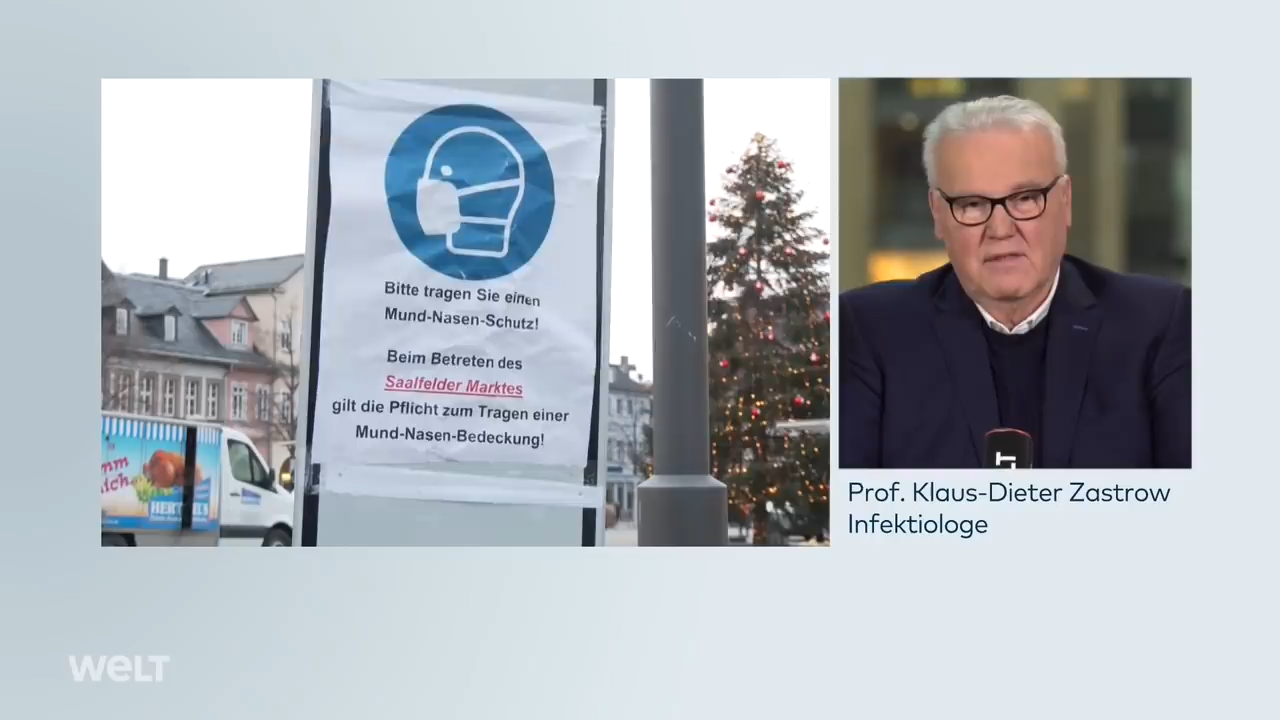 Bitte tragen Sie einen
Mund-Nasen-Schutz!
Beim Betreten des
Saalfelder Marktes
gilt die Pflicht zum Tragen einer
Mund-Nasen-Bedeckung!
Prof. Klaus-Dieter Zastrow
Infektiologe
WELT